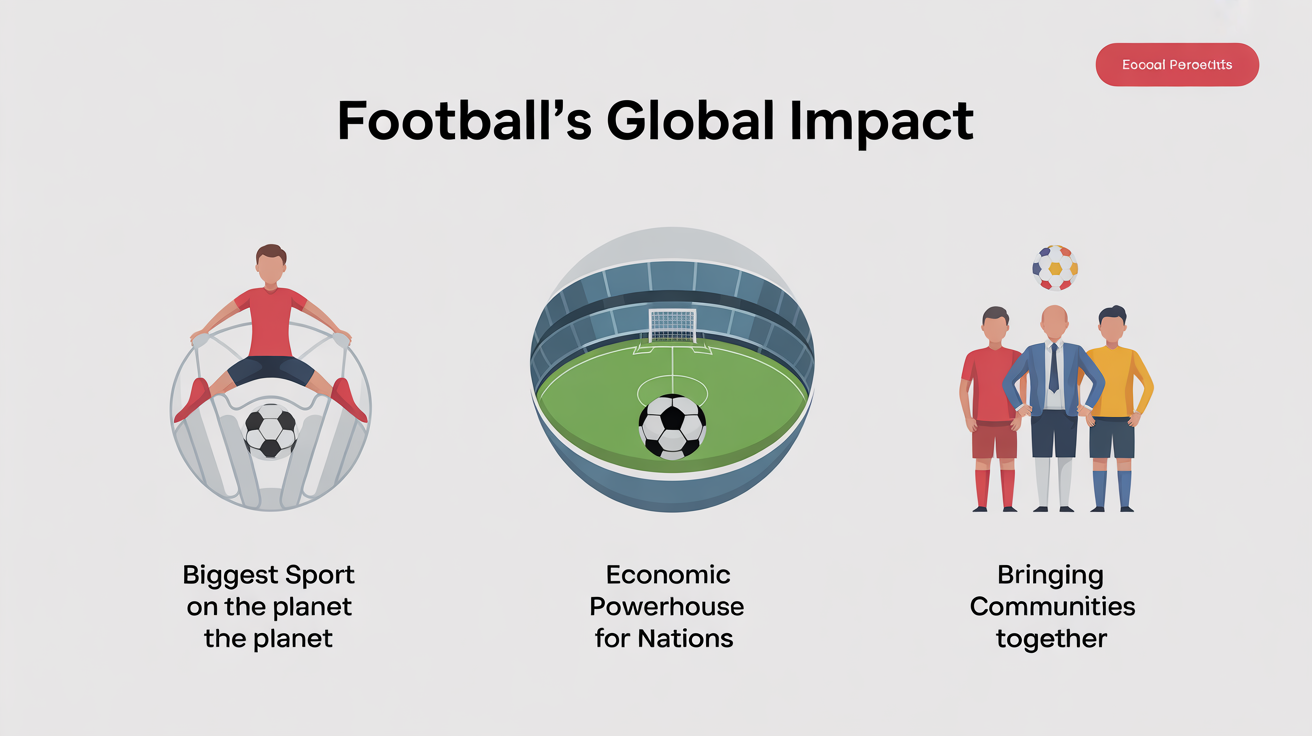 Football's Global Impact
Biggest Sport
on the planet
the planet
Economic
Powerhouse
for Nations
Bringing
Communities
together